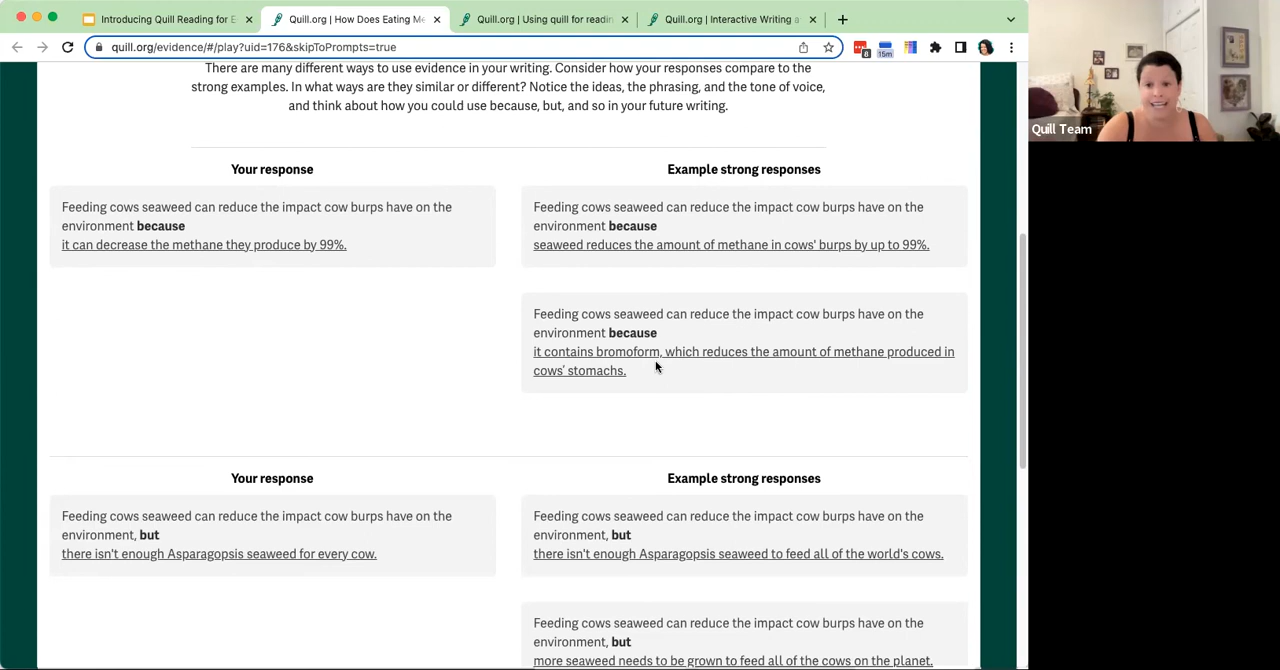 Introducing Quill Reading for E
Quill.org | How Does Eating Me
Quill.org | Using quill for readin
Quill.org | Interactive Writing a
quill.org/evidence/#/play?uid=176&skipToPrompts=true
6
15m
There are many different ways to use evidence in your writing. Consider how your responses compare to the
strong examples. In what ways are they similar or different? Notice the ideas, the phrasing, and the tone of voice,
and think about how you could use because, but, and so in your future writing.
Quill Team
Your response
Feeding cows seaweed can reduce the impact cow burps have on the
environment because
it can decrease the methane they produce by 99%.
Example strong responses
Feeding cows seaweed can reduce the impact cow burps have on the
environment because
seaweed reduces the amount of methane in cows' burps by up to 99%.
Feeding cows seaweed can reduce the impact cow burps have on the
environment because
it contains bromoform, which reduces the amount of methane produced in
cows' stomachs.
Your response
Feeding cows seaweed can reduce the impact cow burps have on the
environment, but
there isn't enough Asparagopsis seaweed for every cow.
Example strong responses
Feeding cows seaweed can reduce the impact cow burps have on the
environment, but
there isn't enough Asparagopsis seaweed to feed all of the world's cows.
Feeding cows seaweed can reduce the impact cow burps have on the
environment, but
more seaweed needs to be grown to feed all of the cows on the planet.